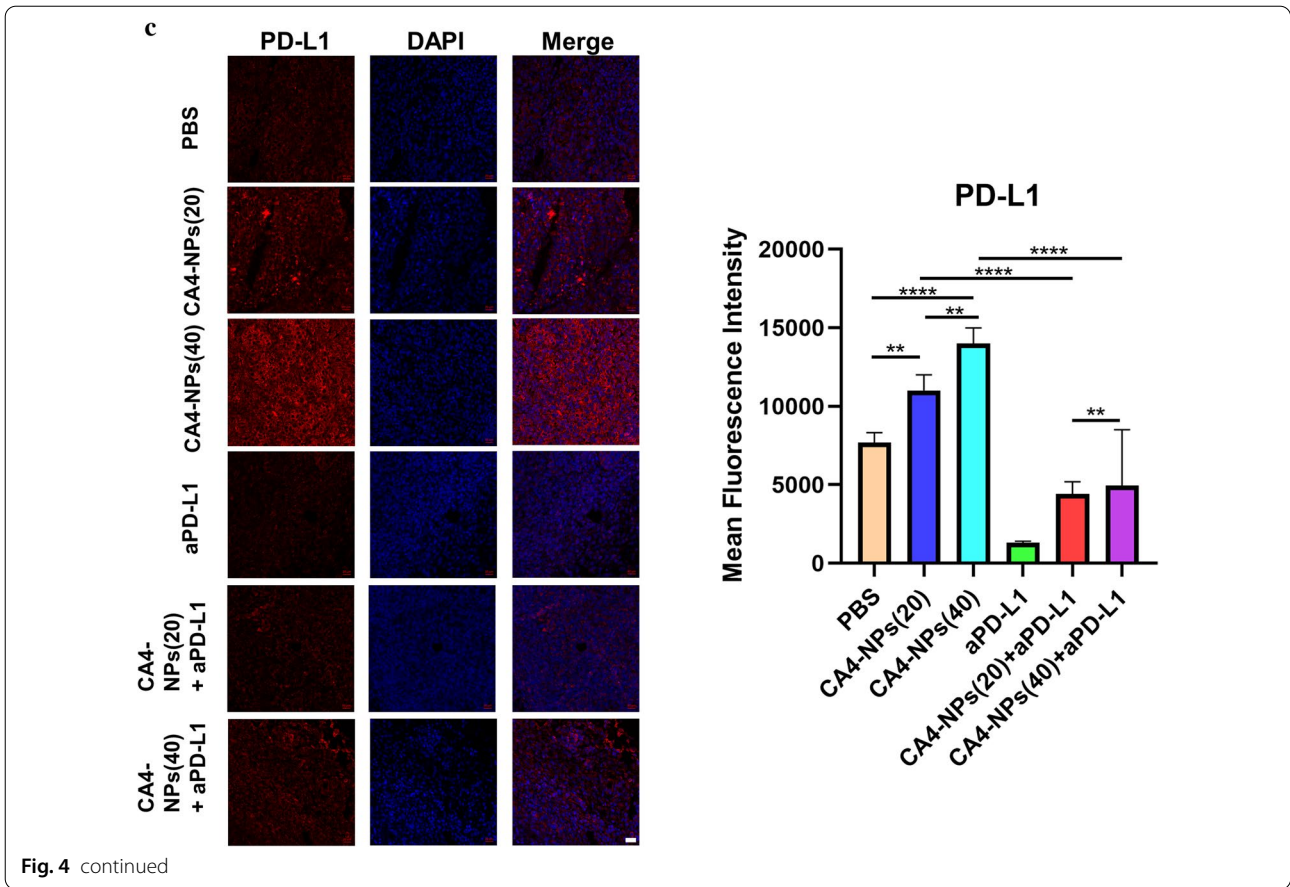 c
PD-L1 DAPI Merge
PBS
CA4-NPs(20)
CA4-NPs(40)
aPD-L1
CA4-
NPs(20)
+ aPD-L1
CA4-
NPs(40)
+ aPD-L1
PD-L1
Mean Fluorescence Intensity
20000
15000
10000
5000
0
****
****
****
**
**
**
PBS
CA4-NPs(20)
CA4-NPs(40)
aPD-L1
CA4-NPs(20)+aPD-L1
CA4-NPs(40)+aPD-L1
Fig. 4 continued